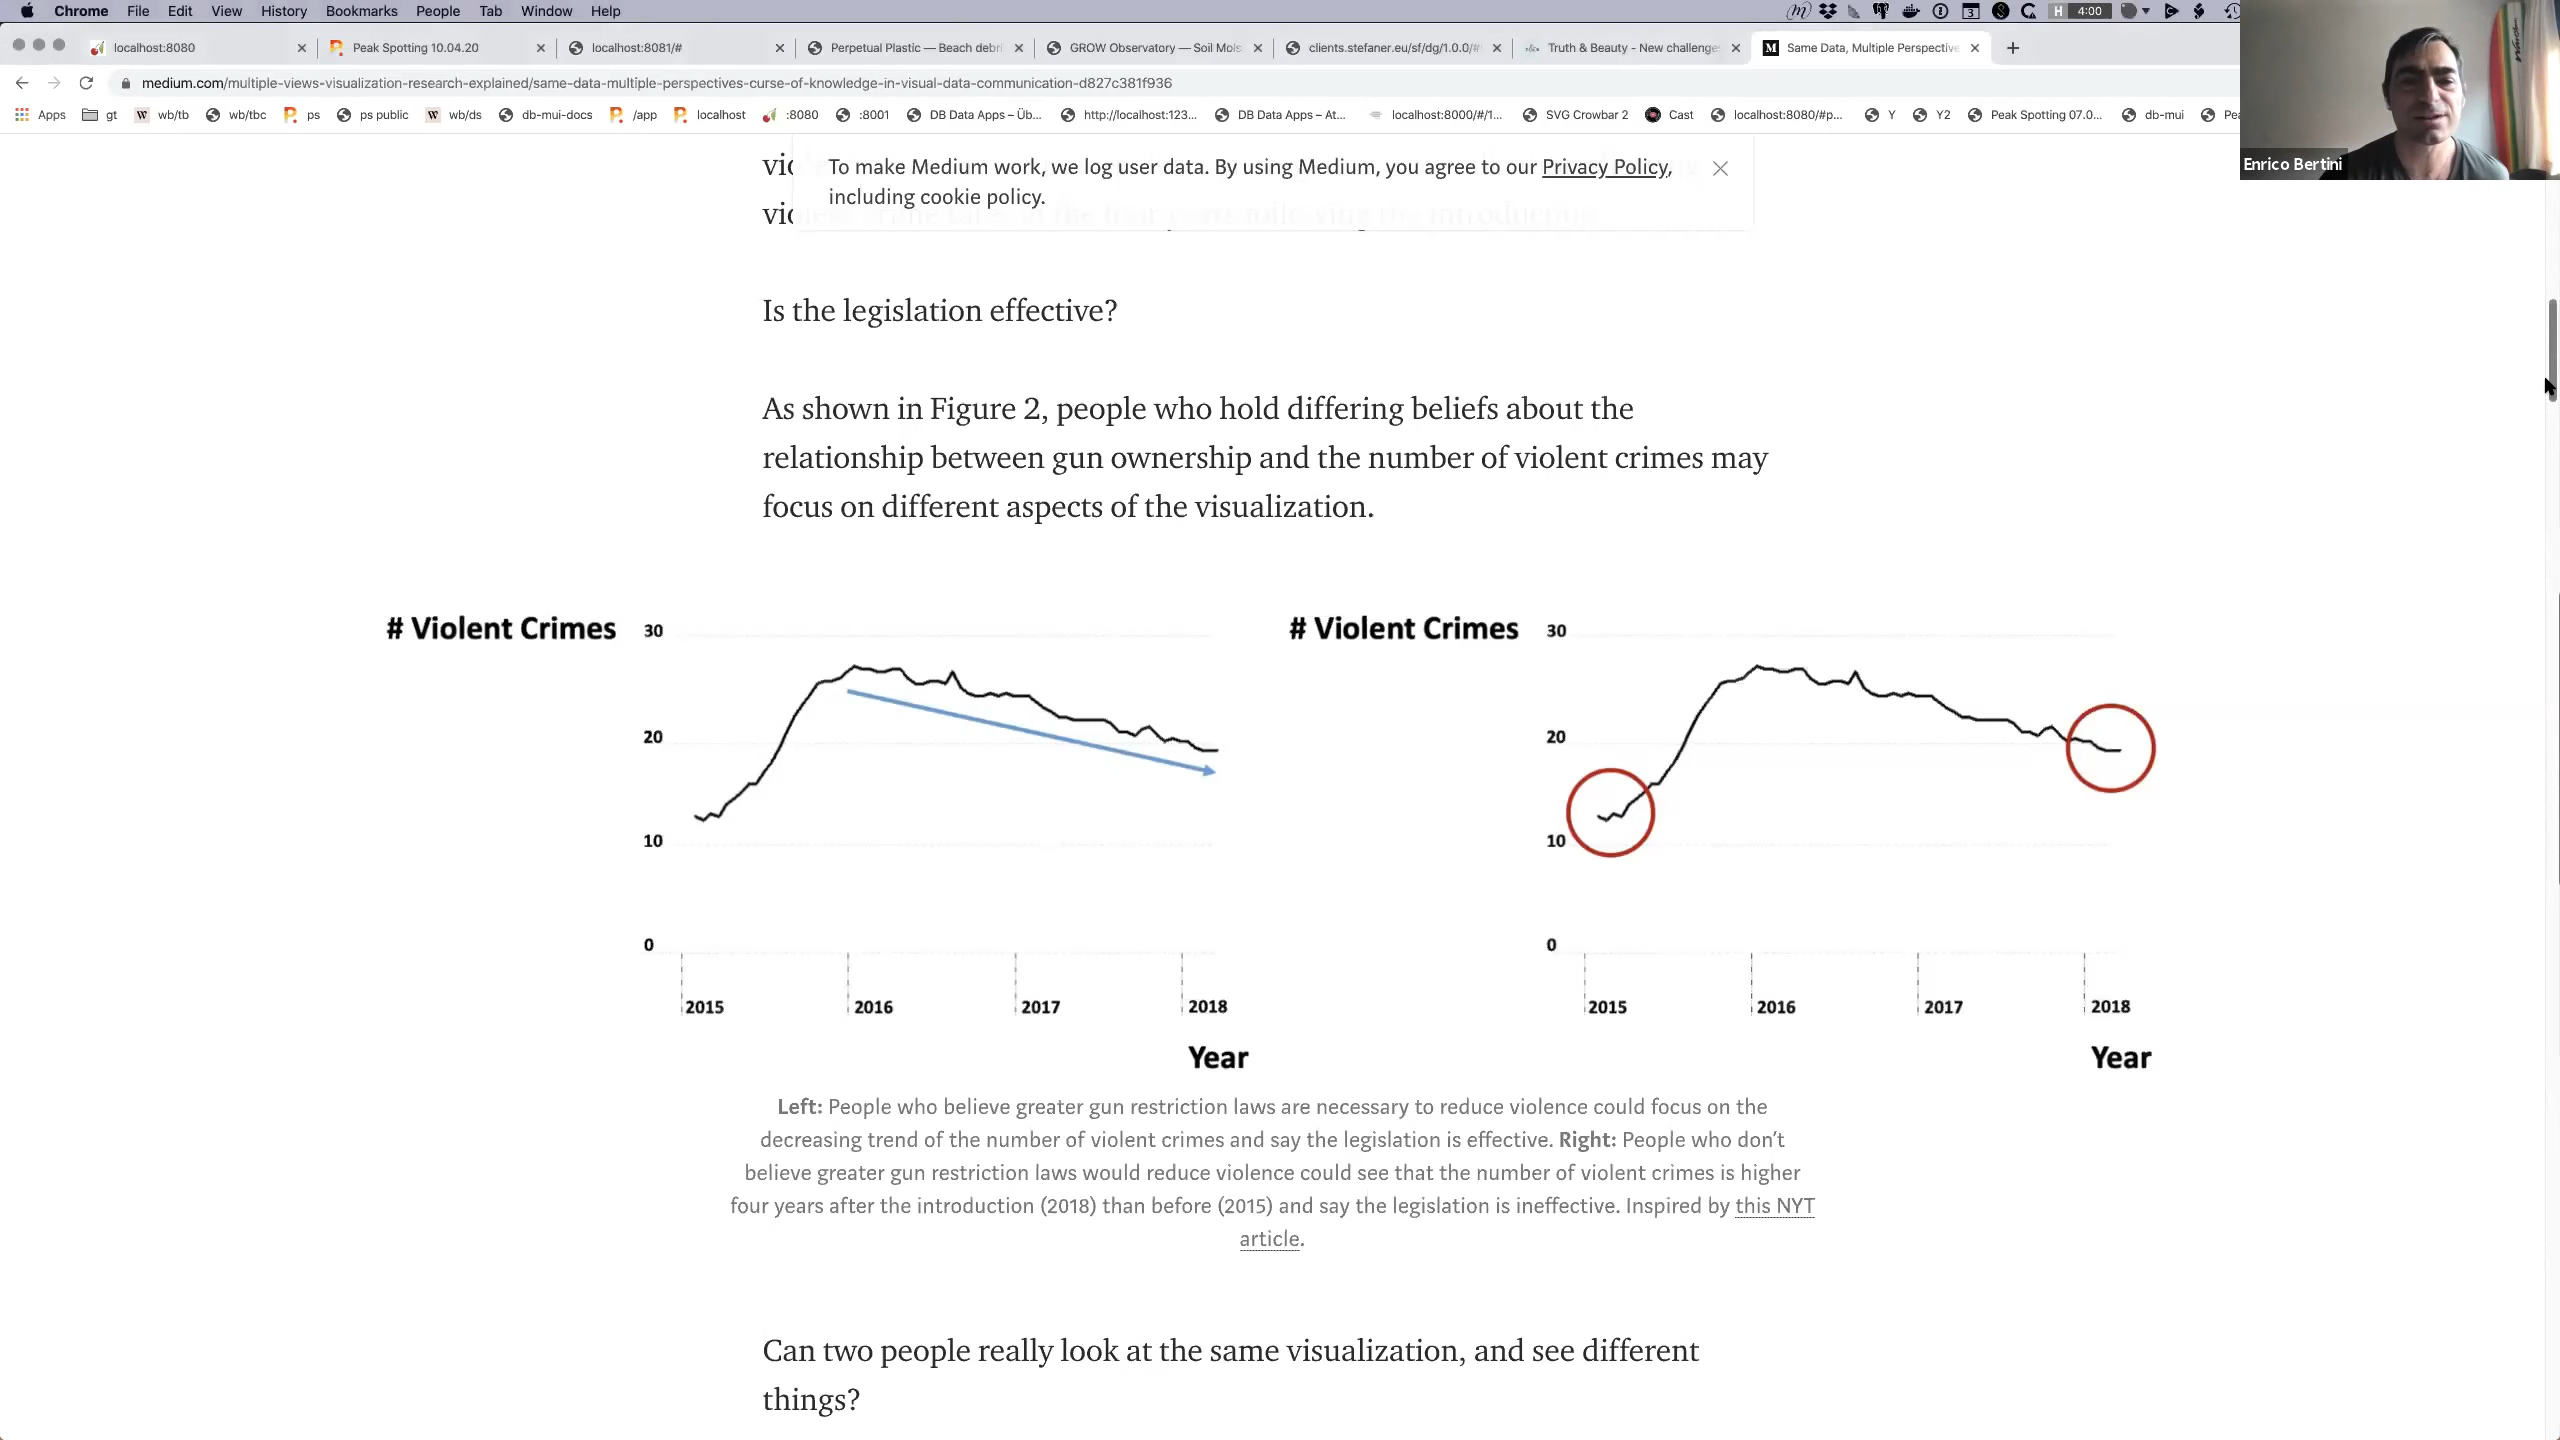 Chrome File Edit View History Bookmarks People Tab Window Help
3 H 4:00
localhost:8080
Peak Spotting 10.04.20
localhost:8081/#
Perpetual Plastic — Beach debri
GROW Observatory — Soil Mois
clients.stefaner.eu/sf/dg/1.0.0/#
Truth & Beauty - New challenge
Same Data, Multiple Perspective
medium.com/multiple-views-visualization-research-explained/same-data-multiple-perspectives-curse-of-knowledge-in-visual-data-communication-d827c381f936
Apps gt wb/tb wb/tbc ps ps public wb/ds db-mui-docs /app localhost :8080 :8001 DB Data Apps – Üb... http://localhost:123... DB Data Apps – At... localhost:8000/#/1... SVG Crowbar 2 Cast localhost:8080/#p... Y Y2 Peak Spotting 07.0... db-mui Pea
Enrico Bertini
To make Medium work, we log user data. By using Medium, you agree to our Privacy Policy,
including cookie policy.
Is the legislation effective?
As shown in Figure 2, people who hold differing beliefs about the
relationship between gun ownership and the number of violent crimes may
focus on different aspects of the visualization.
# Violent Crimes
30
20
10
0
2015 2016 2017 2018
Year
# Violent Crimes
30
20
10
0
2015 2016 2017 2018
Year
Left: People who believe greater gun restriction laws are necessary to reduce violence could focus on the
decreasing trend of the number of violent crimes and say the legislation is effective. Right: People who don’t
believe greater gun restriction laws would reduce violence could see that the number of violent crimes is higher
four years after the introduction (2018) than before (2015) and say the legislation is ineffective. Inspired by this NYT
article.
Can two people really look at the same visualization, and see different
things?